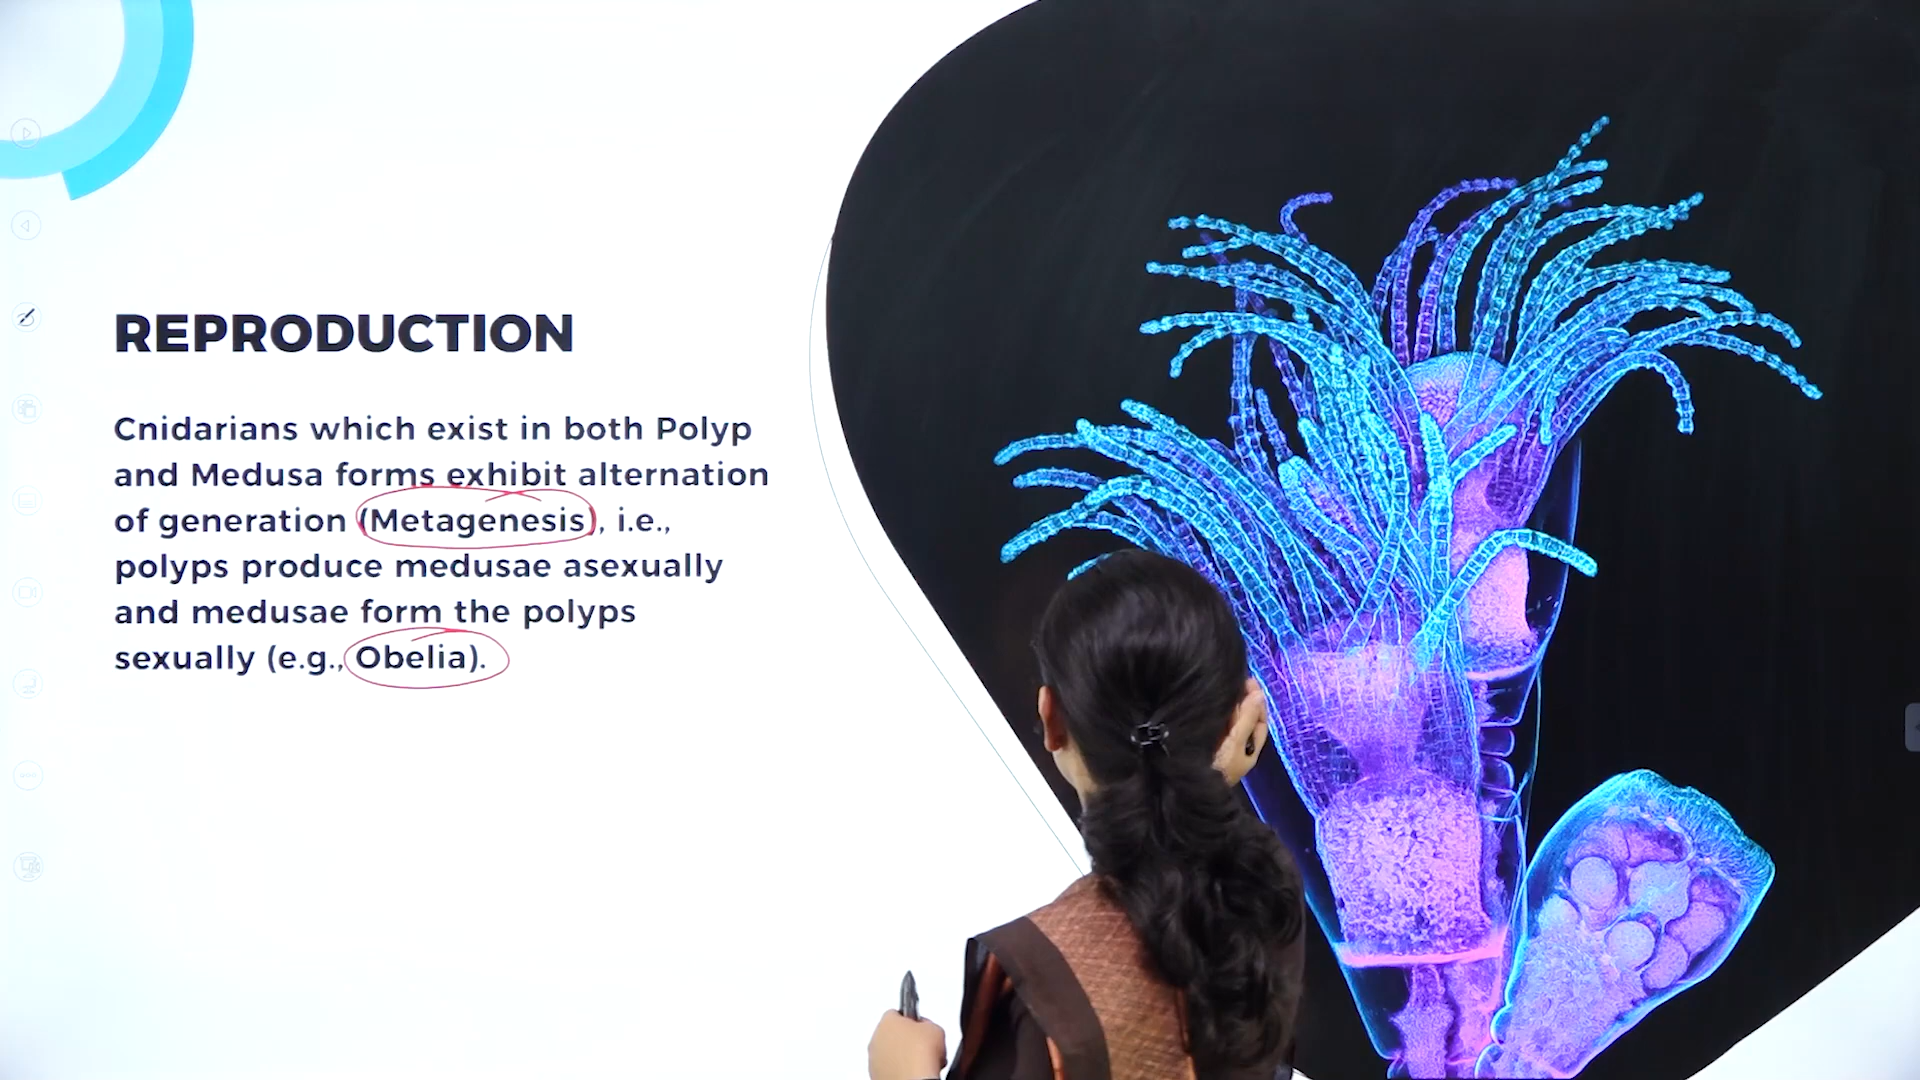 REPRODUCTION
Cnidarians which exist in both Polyp
and Medusa forms exhibit alternation
of generation (Metagenesis), i.e.,
polyps produce medusae asexually
and medusae form the polyps
sexually (e.g., Obelia).